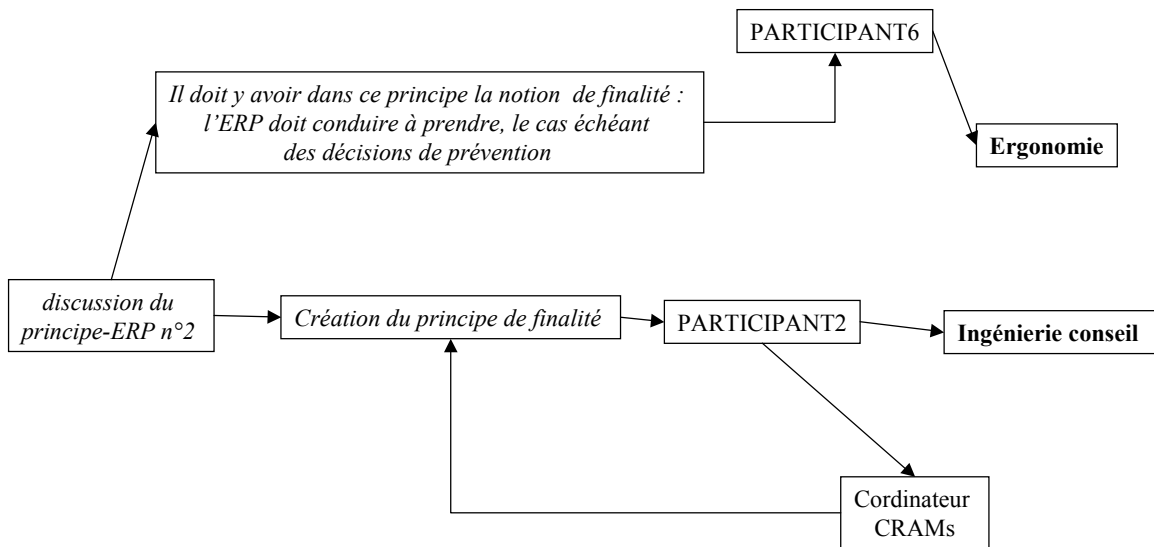 PARTICIPANT6
Il doit y avoir dans ce principe la notion de finalité :
l'ERP doit conduire à prendre, le cas échéant
des décisions de prévention
Ergonomie
discussion du
principe-ERP n°2
Création du principe de finalité
PARTICIPANT2
Ingénierie conseil
Cordinateur
CRAMs